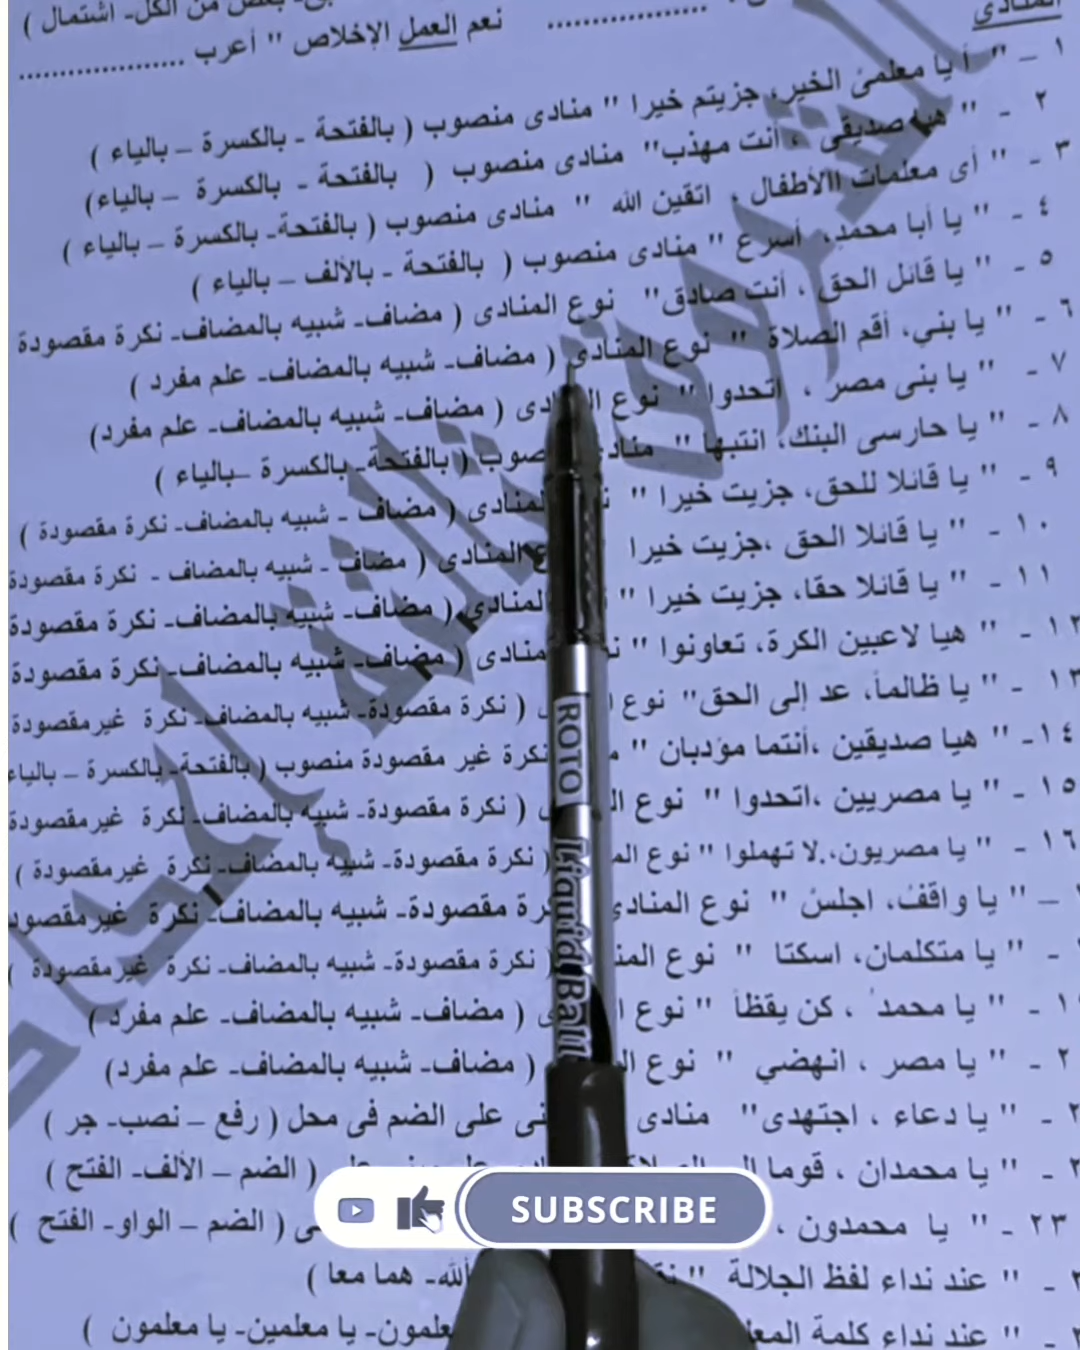 بعض من الكل- اشتمال )
نعم العمل الإخلاص " أعرب ..................
المنادى
١ – " أ يا معلمى الخير، جزيتم خيرا " منادى منصوب ( بالفتحة - بالكسرة – بالياء )
٢ - " هيا صديقى ، أنت مهذب" منادى منصوب ( بالفتحة - بالكسرة – بالياء)
٣ - " أى معلمات االأطفال ، اتقين الله " منادى منصوب ( بالفتحة- بالكسرة – بالياء )
٤ - " يا أبا محمد، أسرع " منادى منصوب ( بالفتحة - بالألف – بالياء )
٥ - " يا قائل الحق ، أنت صادق" نوع المنادى ( مضاف- شبيه بالمضاف- نكرة مقصودة
٦ - " يا بني، أقم الصلاة " نوع المنادى ( مضاف- شبيه بالمضاف- علم مفرد )
٧ - " يا بنى مصر ، اتحدوا " نوع ( مضاف- شبيه بالمضاف- علم مفرد)
٨ - " يا حارسى البنك، انتبها " ( بالفتحة- بالكسرة –بالياء )
٩ - " يا قائلا للحق، جزيت خيرا " ( مضاف - شبيه بالمضاف- نكرة مقصودة )
١٠ - " يا قائلا الحق ،جزيت خيرا المنادى ( مضاف - شبيه بالمضاف - نكرة مقصودة
١١ - " يا قائلا حقا، جزيت خيرا " ( مضاف- شبيه بالمضاف- نكرة مقصودة
- " هيا لاعبين الكرة، تعاونوا " ( مضاف- شبيه بالمضاف- نكرة مقصودة
١٣ - " يا ظالماً، عد إلى الحق" نوع ( نكرة مقصودة- شبيه بالمضاف- نكرة غيرمقصودة
١٤ -" هيا صديقين ،أنتما مؤدبان " نكرة غير مقصودة منصوب ( بالفتحة- بالكسرة – بالياء
١٥ - " يا مصريين ،اتحدوا " نوع ( نكرة مقصودة- شبيه بالمضاف- نكرة غيرمقصودة
١٦ - " يا مصريون، لا تهملوا " نوع ( نكرة مقصودة- شبيه بالمضاف- نكرة غيرمقصودة )
– " يا واقفُ، اجلسْ " نوع المنادى مقصودة- شبيه بالمضاف- نكرة غيرمقصودة
- " يا متكلمان، اسكتا " نوع ( نكرة مقصودة- شبيه بالمضاف- نكرة غيرمقصودة )
- " يا محمد ، كن يقظاً " نوع ( مضاف- شبيه بالمضاف- علم مفرد )
- " يا مصر ، انهضي " نوع ( مضاف- شبيه بالمضاف- علم مفرد)
- " يا دعاء ، اجتهدى" منادى على الضم فى محل ( رفع – نصب- جر )
- " يا محمدان ، قوما ( الضم – الألف- الفتح )
٢٣ - " يا محمدون ، ( الضم – الواو- الفتح )
- " عند نداء لفظ الجلالة " هما معا )
- " عند نداء كلمة - يا معلمين- يا معلمون )
ROTO Liquid Ball
SUBSCRIBE